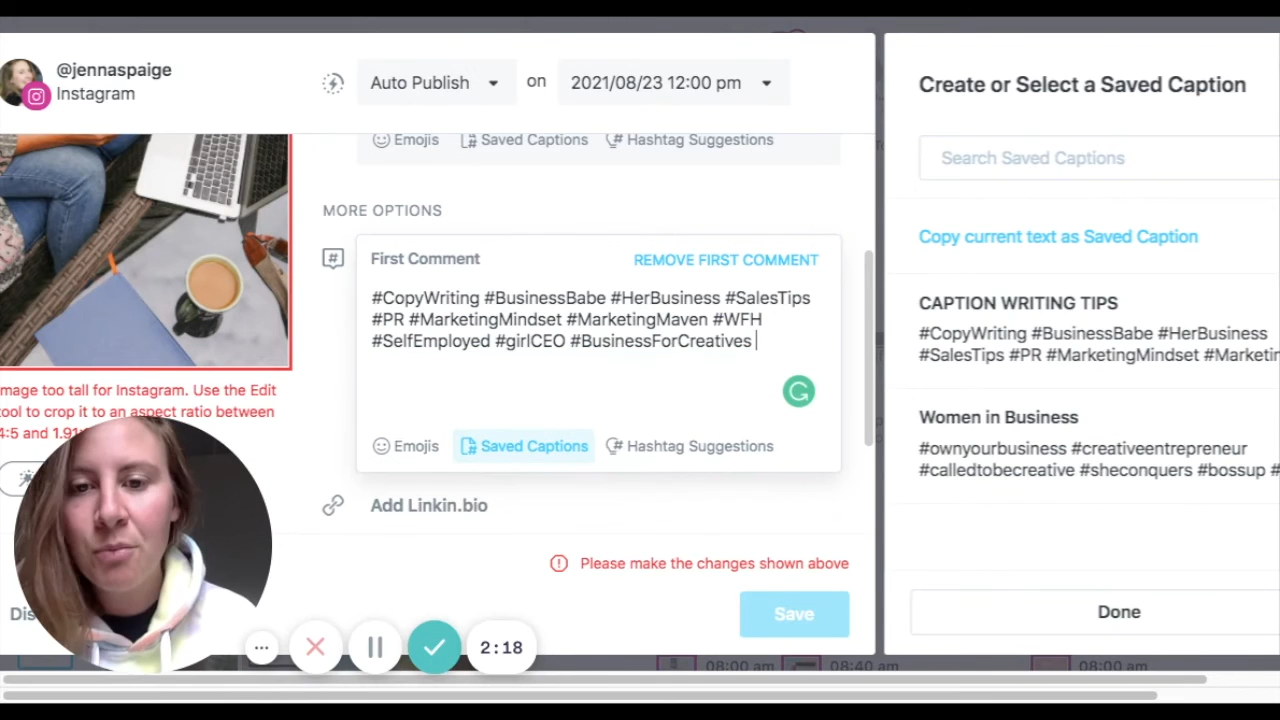 @jennaspaige
Instagram
Auto Publish
on
2021/08/23 12:00 pm
Emojis
Saved Captions
Hashtag Suggestions
MORE OPTIONS
First Comment
REMOVE FIRST COMMENT
#CopyWriting #BusinessBabe #HerBusiness #SalesTips
#PR #MarketingMindset #MarketingMaven #WFH
#SelfEmployed #girlCEO #BusinessForCreatives
Emojis
Saved Captions
Hashtag Suggestions
Add Linkin.bio
Please make the changes shown above
Save
mage too tall for Instagram. Use the Edit
tool to crop it to an aspect ratio between
4:5 and 1.91
Dis
2:18
Create or Select a Saved Caption
Search Saved Captions
Copy current text as Saved Caption
CAPTION WRITING TIPS
#CopyWriting #BusinessBabe #HerBusiness
#SalesTips #PR #MarketingMindset #Marketin
Women in Business
#ownyourbusiness #creativeentrepreneur
#calledtobecreative #sheconquers #bossup #
Done
08:00 am
08:40 am
08:00 am